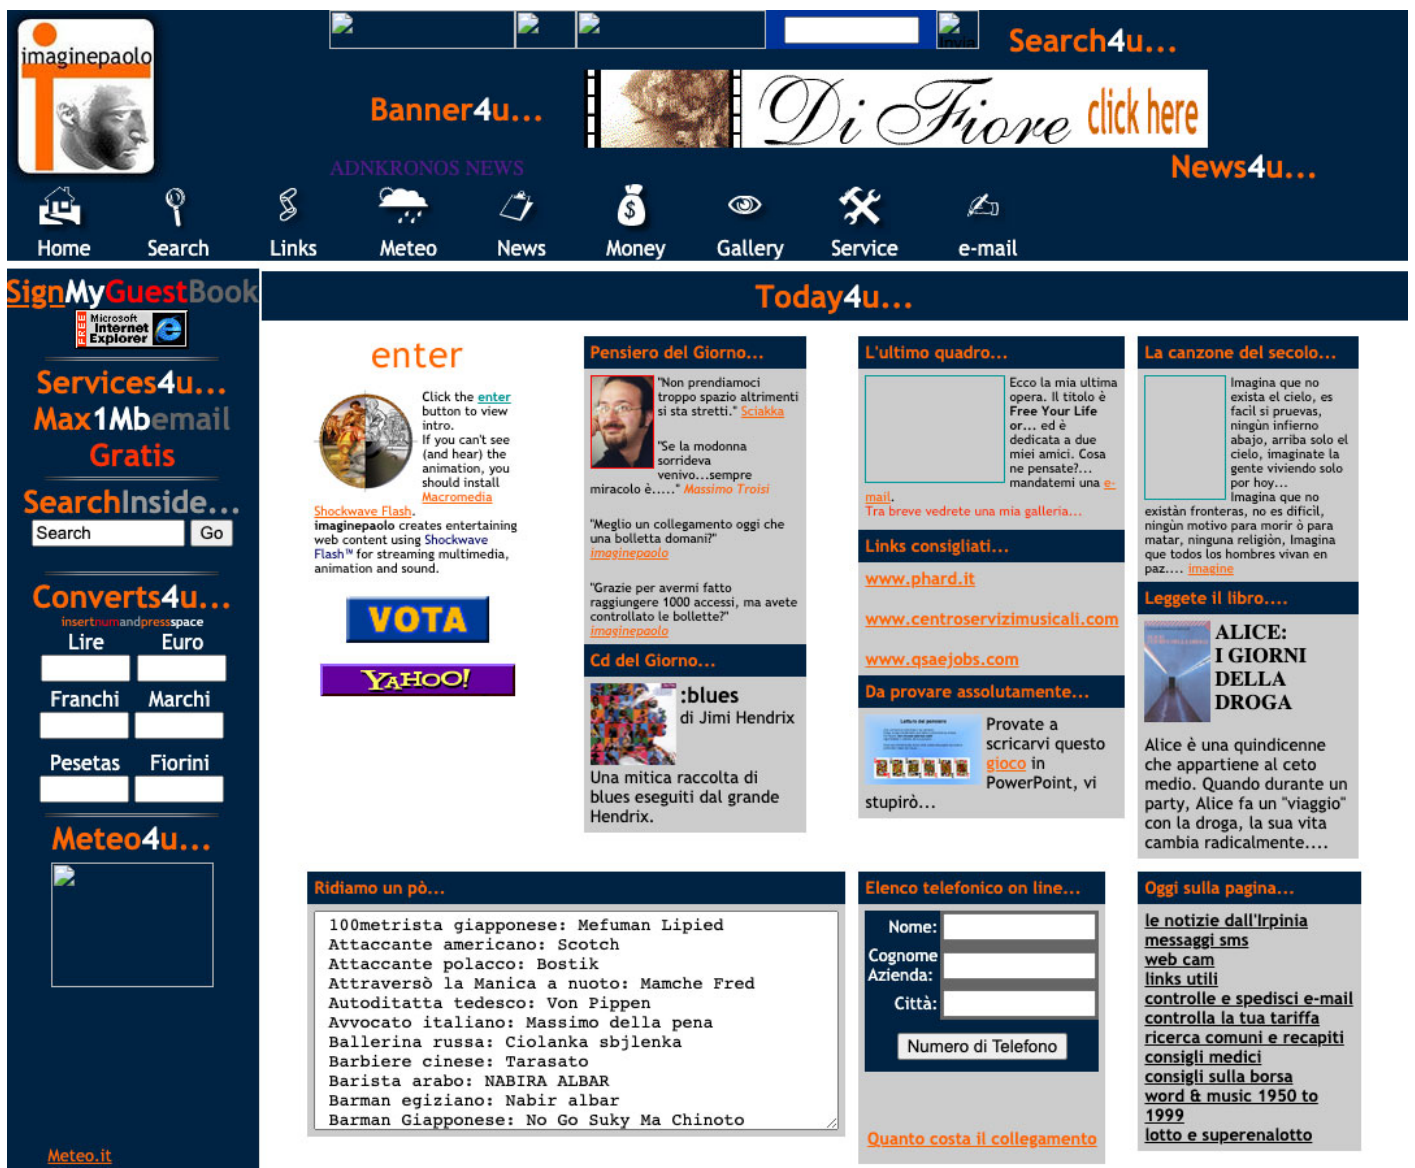 imaginepaolo
Invia
Search4u...
Banner4u...
Di Fiore click here
ADNKRONOS NEWS
News4u...
Home
Search
Links
Meteo
News
Money
Gallery
Service
e-mail
SignMyGuestBook
FREE Microsoft Internet Explorer
Services4u...
Max1Mbemail
Gratis
SearchInside...
Search Go
Converts4u...
insertnumandpressspace
Lire Euro
Franchi Marchi
Pesetas Fiorini
Meteo4u...
Meteo.it
Today4u...
enter
Click the enter
button to view
intro.
If you can't see
(and hear) the
animation, you
should install
Macromedia
Shockwave Flash.
imaginepaolo creates entertaining
web content using Shockwave
Flash™ for streaming multimedia,
animation and sound.
VOTA
YAHOO!
Pensiero del Giorno...
"Non prendiamoci
troppo spazio altrimenti
si sta stretti." Sciakka
"Se la modonna
sorrideva
venivo...sempre
miracolo è....." Massimo Troisi
"Meglio un collegamento oggi che
una bolletta domani?"
imaginepaolo
"Grazie per avermi fatto
raggiungere 1000 accessi, ma avete
controllato le bollette?"
imaginepaolo
Cd del Giorno...
:blues
di Jimi Hendrix
Una mitica raccolta di
blues eseguiti dal grande
Hendrix.
L'ultimo quadro...
Ecco la mia ultima
opera. Il titolo è
Free Your Life
or... ed è
dedicata a due
miei amici. Cosa
ne pensate?...
mandatemi una e-
mail.
Tra breve vedrete una mia galleria...
Links consigliati...
www.phard.it
www.centroservizimusicali.com
www.qsaejobs.com
Da provare assolutamente...
Lettura del pensiero
Provate a
scricarvi questo
gioco in
PowerPoint, vi
stupirò...
La canzone del secolo...
Imagina que no
exista el cielo, es
facìl si pruevas,
ningùn infierno
abajo, arriba solo el
cielo, imaginate la
gente viviendo solo
por hoy...
Imagina que no
existàn fronteras, no es dificìl,
ningùn motivo para morir ò para
matar, ninguna religiòn, Imagina
que todos los hombres vivan en
paz.... imagine
Leggete il libro....
ALICE:
I GIORNI
DELLA
DROGA
Alice è una quindicenne
che appartiene al ceto
medio. Quando durante un
party, Alice fa un "viaggio"
con la droga, la sua vita
cambia radicalmente....
Ridiamo un pò...
100metrista giapponese: Mefuman Lipied
Attaccante americano: Scotch
Attaccante polacco: Bostik
Attraversò la Manica a nuoto: Mamche Fred
Autoditatta tedesco: Von Pippen
Avvocato italiano: Massimo della pena
Ballerina russa: Ciolanka sbjlenka
Barbiere cinese: Tarasato
Barista arabo: NABIRA ALBAR
Barman egiziano: Nabir albar
Barman Giapponese: No Go Suky Ma Chinoto
Elenco telefonico on line...
Nome:
Cognome
Azienda:
Città:
Numero di Telefono
Quanto costa il collegamento
Oggi sulla pagina...
le notizie dall'Irpinia
messaggi sms
web cam
links utili
controlle e spedisci e-mail
controlla la tua tariffa
ricerca comuni e recapiti
consigli medici
consigli sulla borsa
word & music 1950 to
1999
lotto e superenalotto